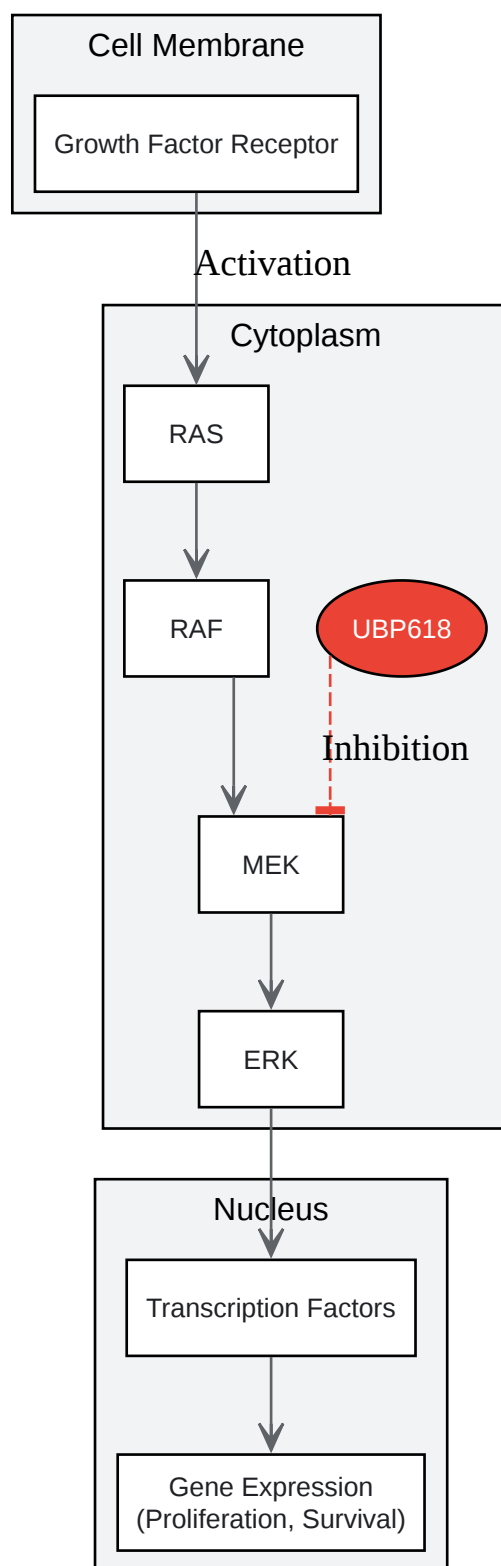 Cell Membrane
Growth Factor Receptor
Activation
Cytoplasm
RAS
RAF
UBP618
Inhibition
MEK
ERK
Nucleus
Transcription Factors
Gene Expression
(Proliferation, Survival)